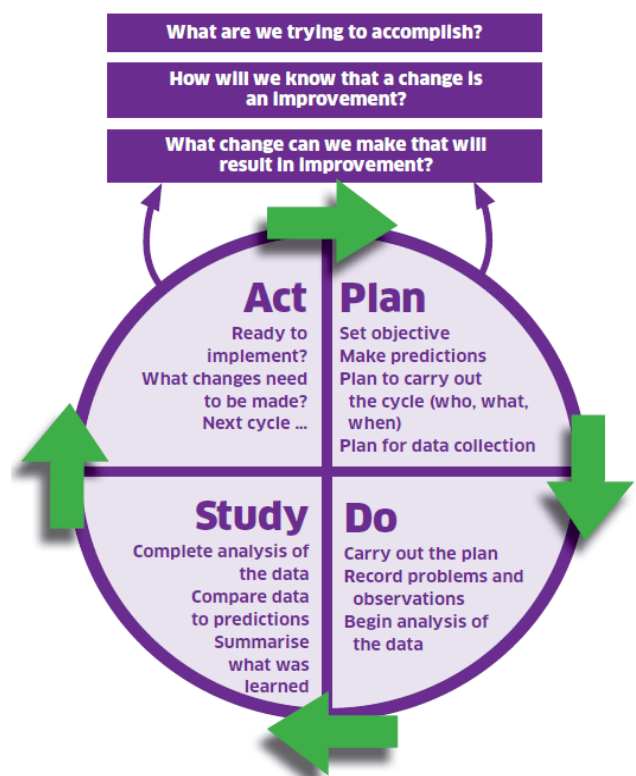 What are we trying to accomplish?
How will we know that a change is
an improvement?
What change can we make that will
result in improvement?
Act
Ready to
implement?
What changes need
to be made?
Next cycle ...
Plan
Set objective
Make predictions
Plan to carry out
the cycle (who, what,
when)
Plan for data collection
Study
Complete analysis of
the data
Compare data
to predictions
Summarise
what was
learned
Do
Carry out the plan
Record problems and
observations
Begin analysis of
the data